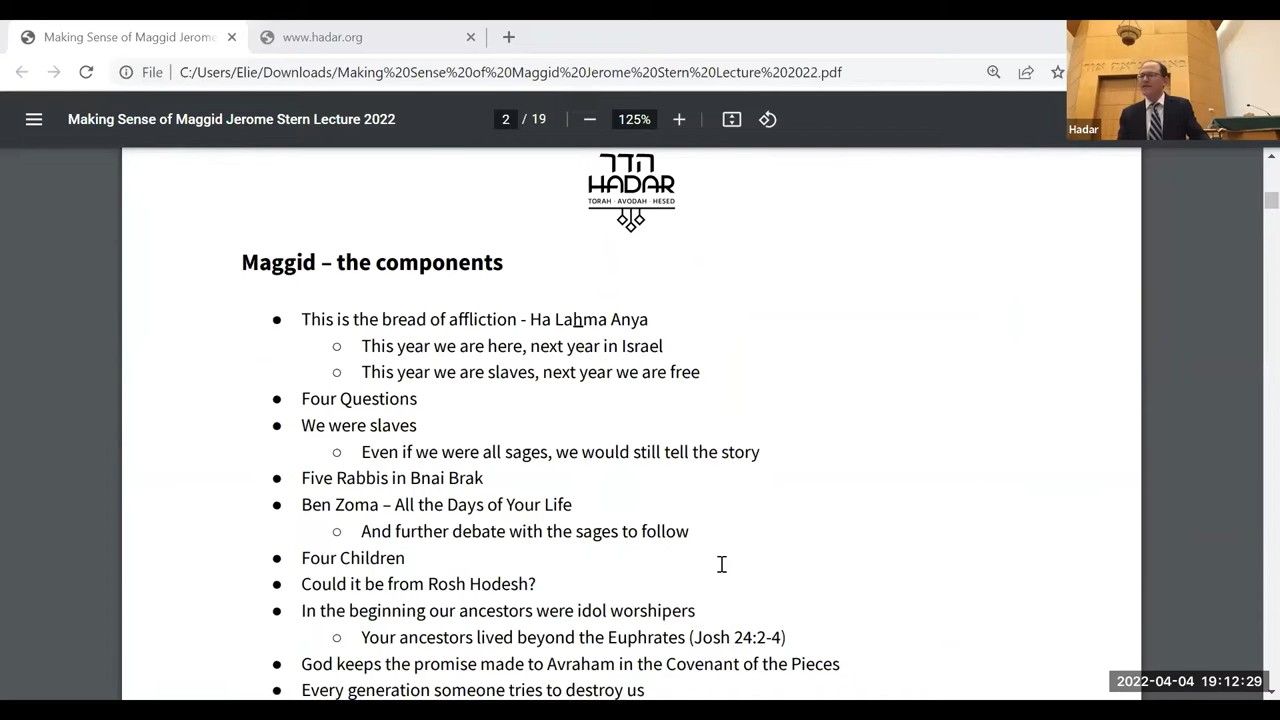 Making Sense of Maggid Jerome
www.hadar.org
File
C:/Users/Elie/Downloads/Making%20Sense%20of%20Maggid%20Jerome%20Stern%20Lecture%202022.pdf
Making Sense of Maggid Jerome Stern Lecture 2022
2 / 19
125%
Hadar
הדר
HADAR
TORAH · AVODAH · HESED
Maggid – the components
● This is the bread of affliction - Ha Laḥma Anya
○ This year we are here, next year in Israel
○ This year we are slaves, next year we are free
● Four Questions
● We were slaves
○ Even if we were all sages, we would still tell the story
● Five Rabbis in Bnai Brak
● Ben Zoma – All the Days of Your Life
○ And further debate with the sages to follow
● Four Children
● Could it be from Rosh Hodesh?
● In the beginning our ancestors were idol worshipers
○ Your ancestors lived beyond the Euphrates (Josh 24:2-4)
● God keeps the promise made to Avraham in the Covenant of the Pieces
● Every generation someone tries to destroy us
2022-04-04 19:12:29